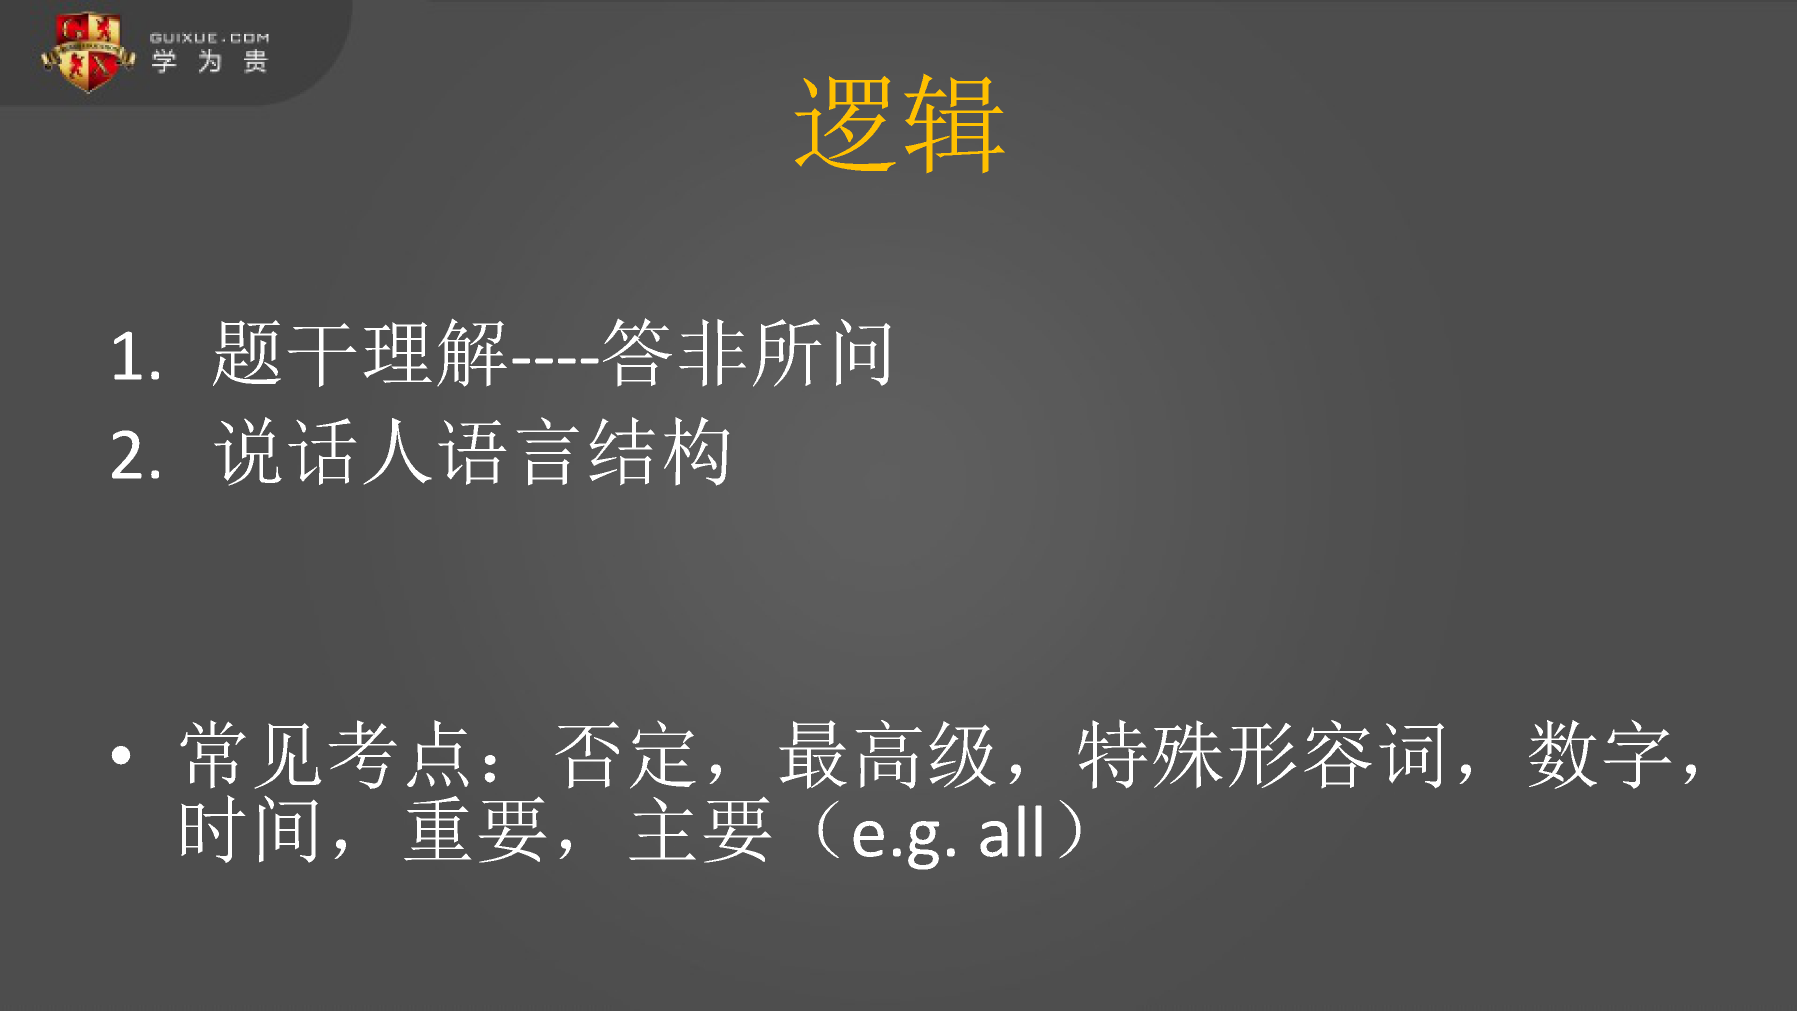 GUIXUE.COM
学为贵
逻辑
1. 题干理解----答非所问
2. 说话人语言结构
• 常见考点：否定，最高级，特殊形容词，数字，
时间，重要，主要（e.g. all）